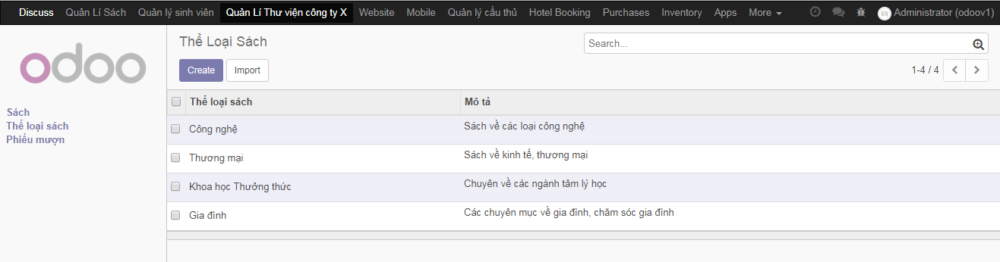 Discuss Quản Lí Sách Quản lý sinh viên Quản Lí Thư viện công ty X Website Mobile Quản lý cầu thủ Hotel Booking Purchases Inventory Apps More Administrator (odoov1)
odoo
Thể Loại Sách
Search...
Create Import
1-4 / 4
Sách
Thể loại sách
Phiếu mượn
Thể loại sách Mô tả
Công nghệ Sách về các loại công nghệ
Thương mại Sách về kinh tế, thương mại
Khoa học Thưởng thức Chuyên về các ngành tâm lý học
Gia đình Các chuyên mục về gia đình, chăm sóc gia đình